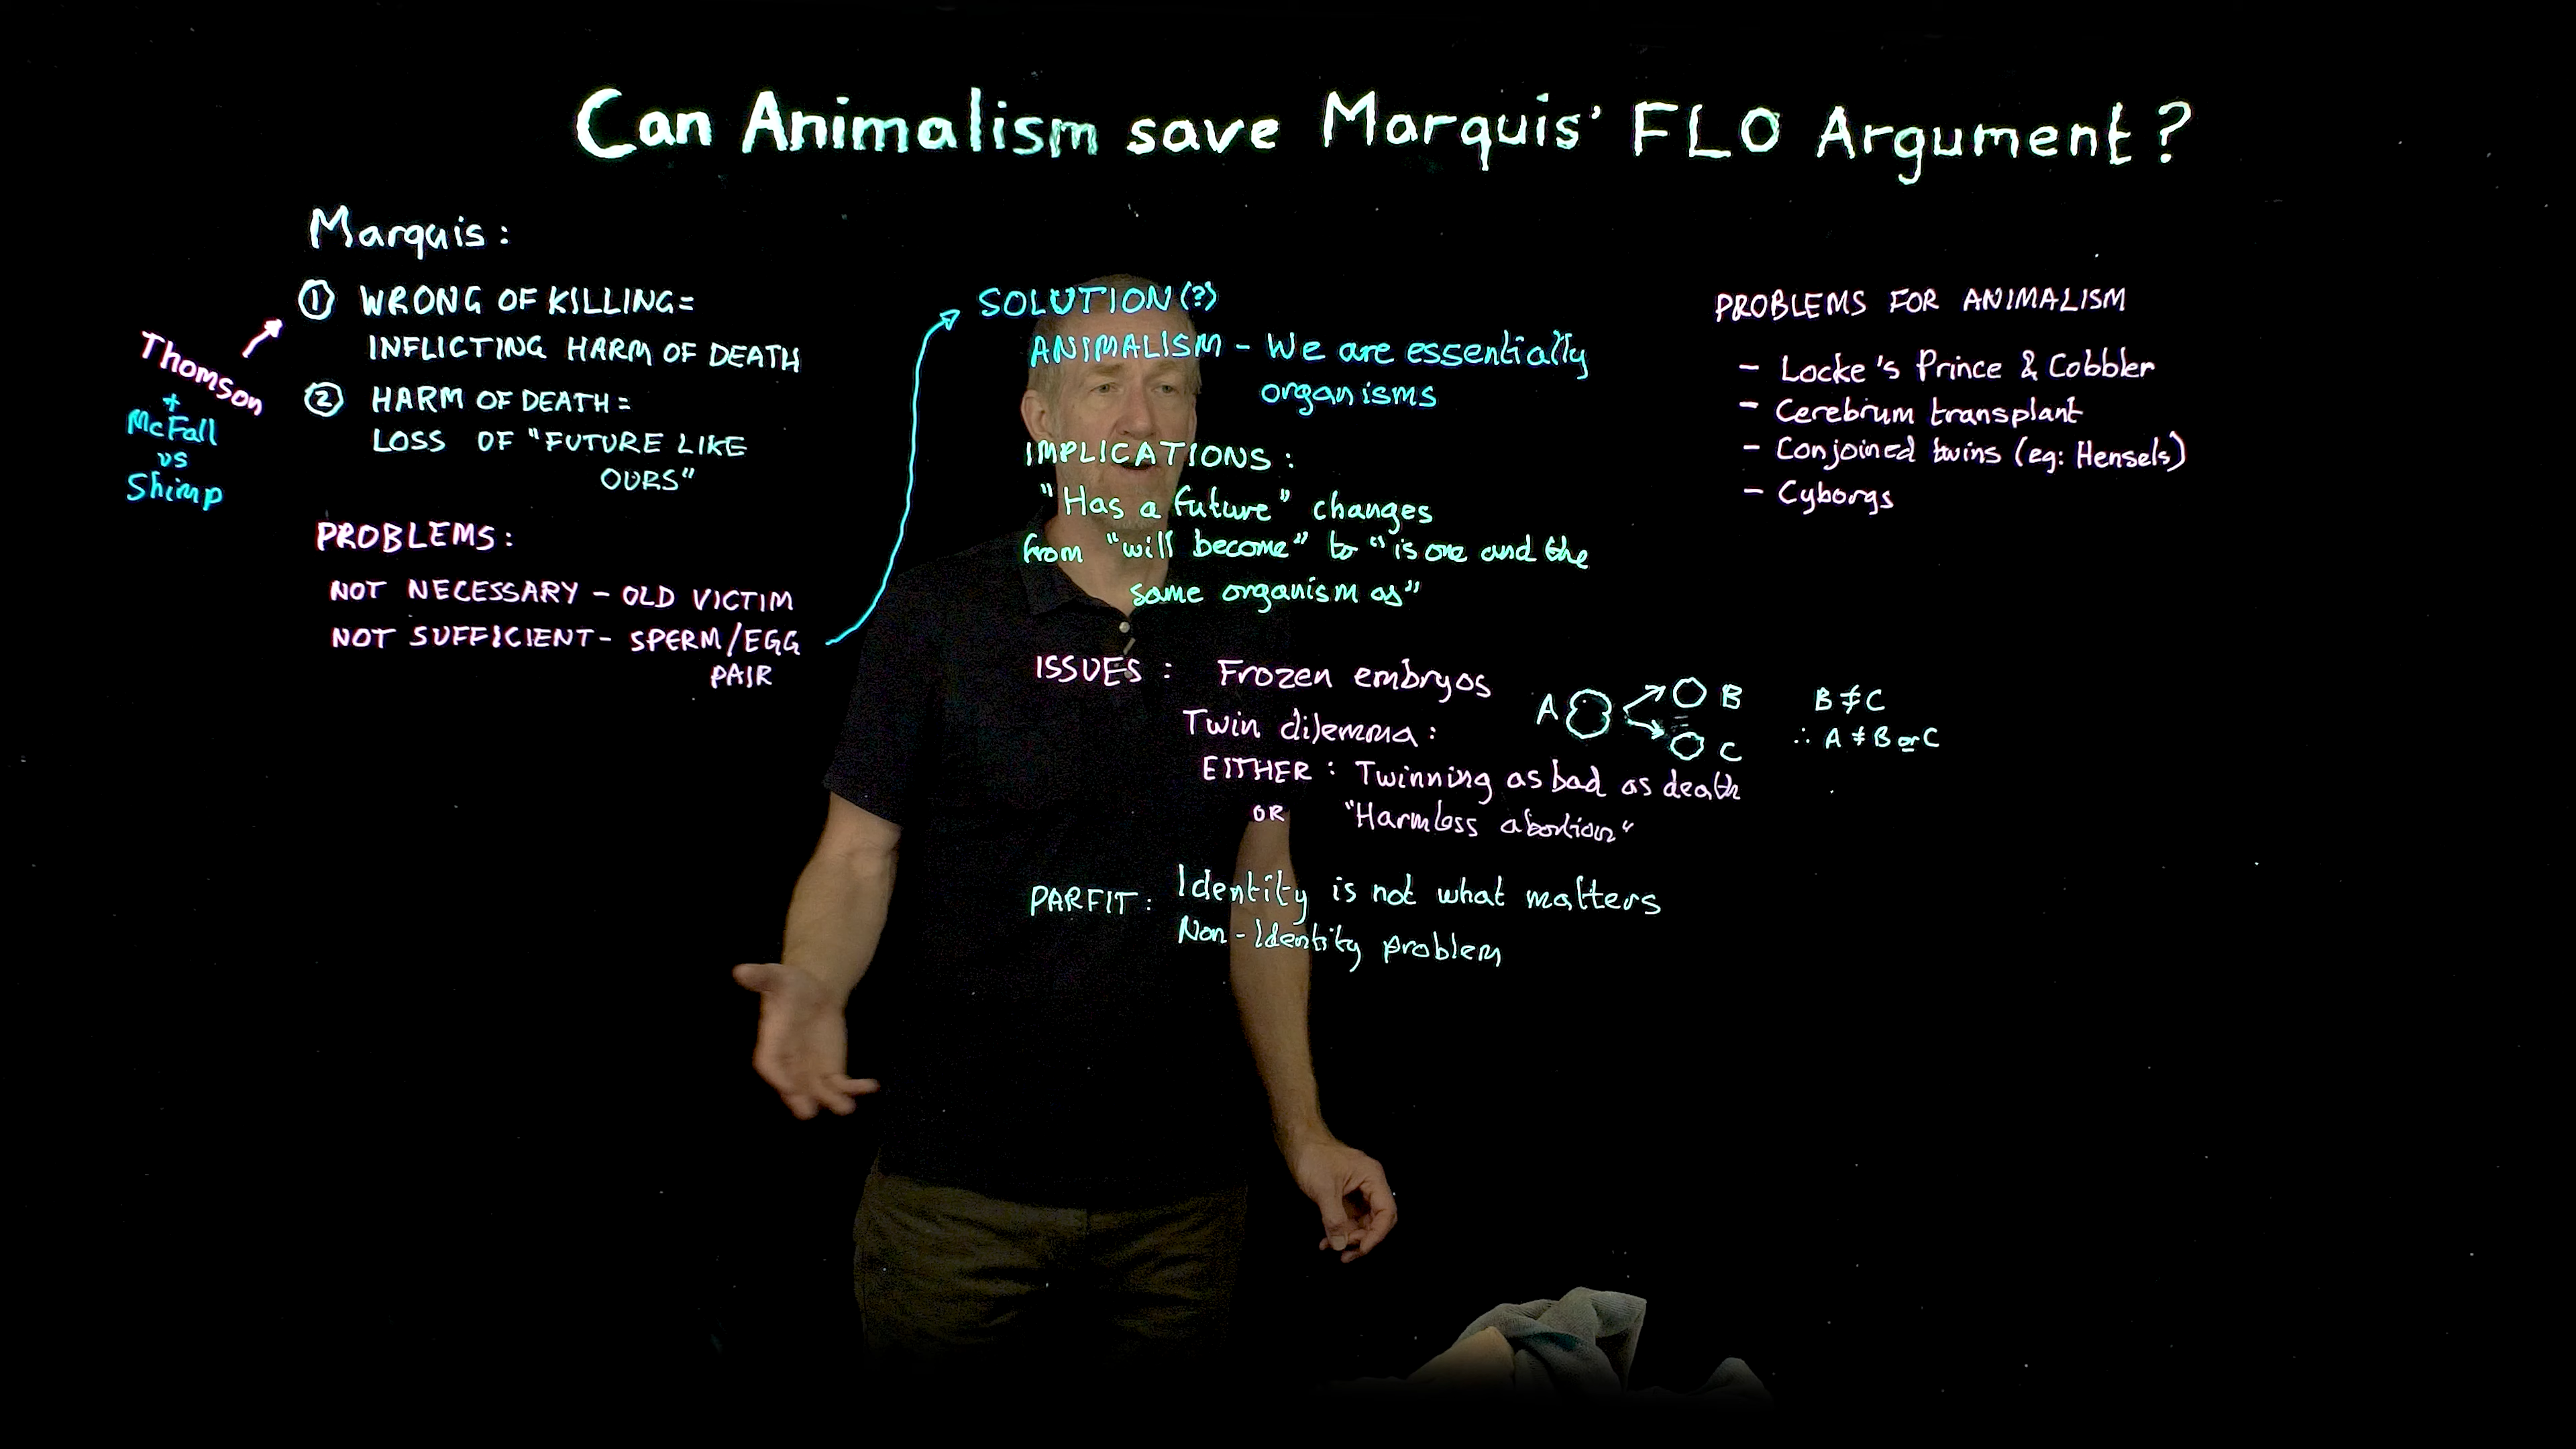 Can Animalism save Marquis' FLO Argument?
Marquis:
① WRONG OF KILLING =
INFLICTING HARM OF DEATH
② HARM OF DEATH =
LOSS OF "FUTURE LIKE
OURS"
Thomson
+
McFall
vs
Shimp
PROBLEMS:
NOT NECESSARY - OLD VICTIM
NOT SUFFICIENT - SPERM/EGG
PAIR
SOLUTION (?)
ANIMALISM - We are essentially
organisms
IMPLICATIONS:
"Has a future" changes
from "will become" to "is one and the
same organism as"
ISSUES: Frozen embryos
Twin dilemma:
EITHER: Twinning as bad as death
OR "Harmless abortion"
A
B
C
B ≠ C
∴ A ≠ B or C
PARFIT: Identity is not what matters
Non-Identity problem
PROBLEMS FOR ANIMALISM
- Locke's Prince & Cobbler
- Cerebrum transplant
- Conjoined twins (eg: Hensels)
- Cyborgs